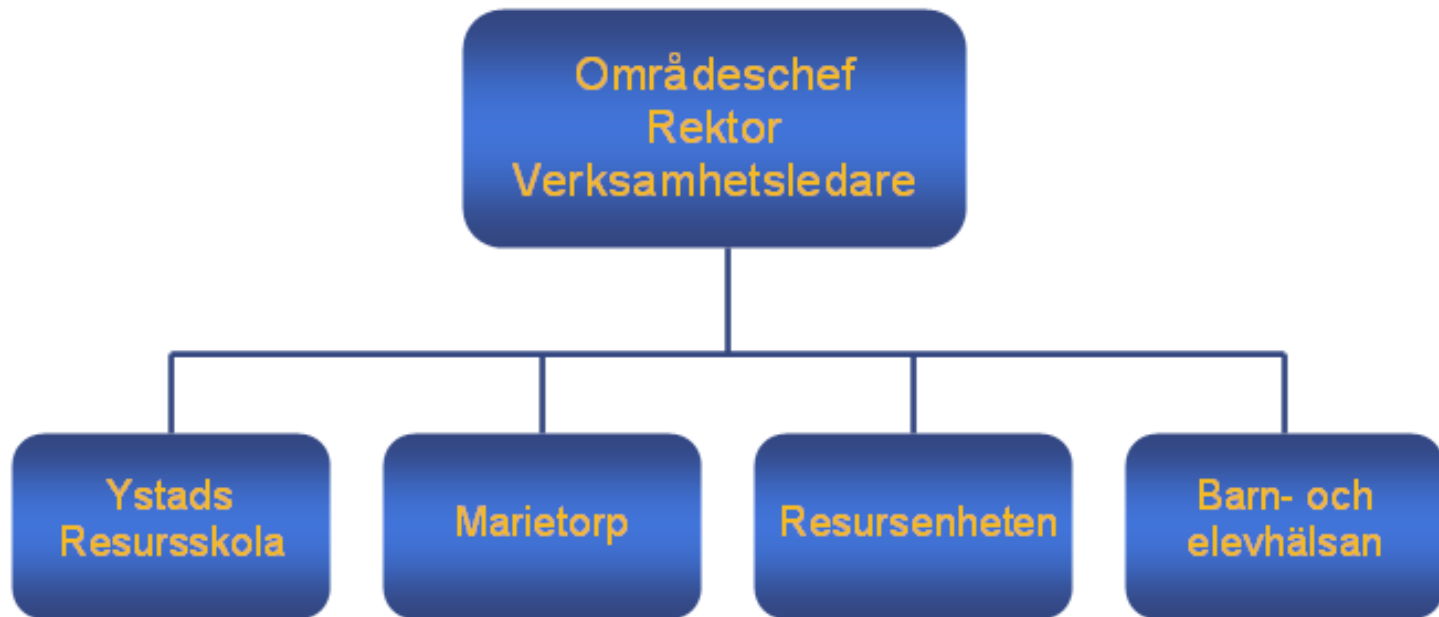 Områdeschef
Rektor
Verksamhetsledare
Ystads
Resursskola
Marietorp
Resursenheten
Barn- och
elevhälsan